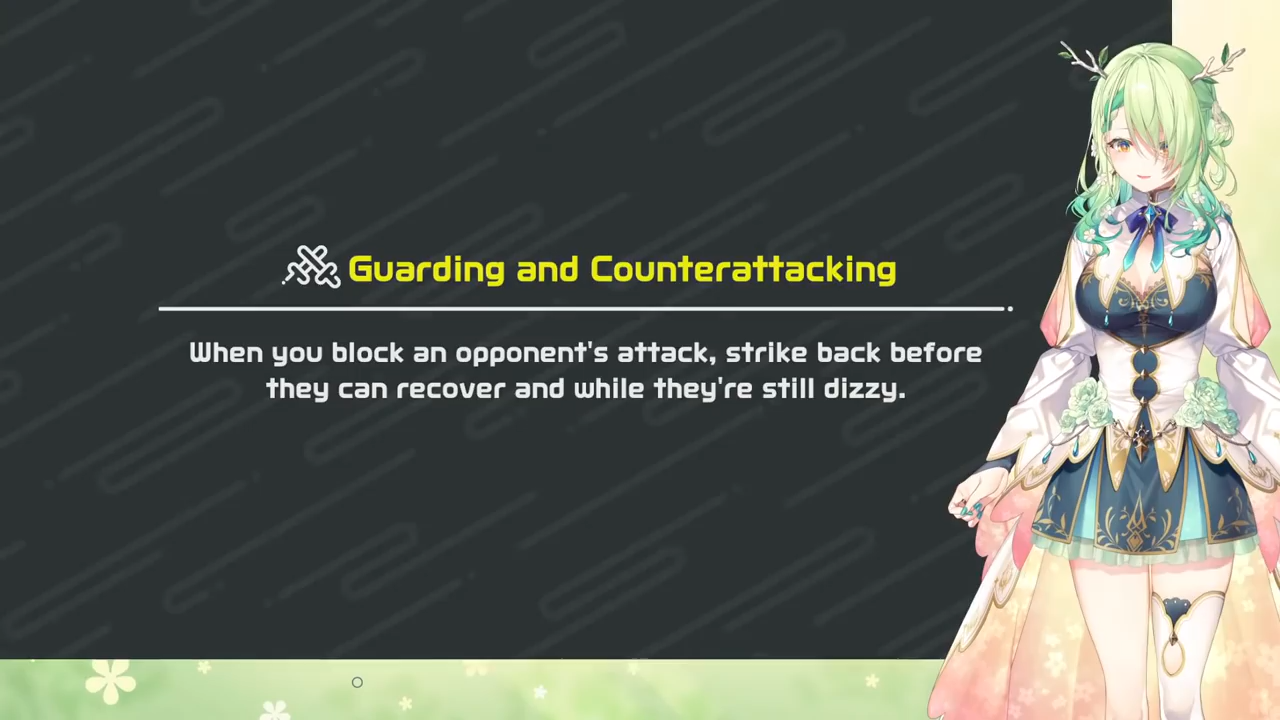 Guarding and Counterattacking
When you block an opponent's attack, strike back before
they can recover and while they're still dizzy.